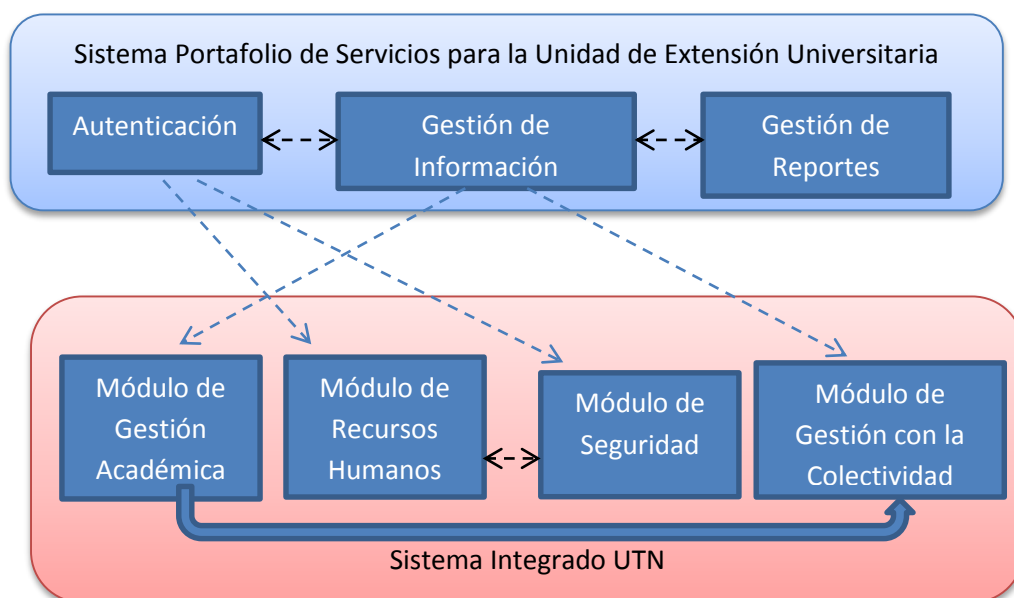 Sistema Portafolio de Servicios para la Unidad de Extensión Universitaria
Autenticación
Gestión de
Información
Gestión de
Reportes
Módulo de
Gestión
Académica
Módulo de
Recursos
Humanos
Módulo de
Seguridad
Módulo de
Gestión con la
Colectividad
Sistema Integrado UTN